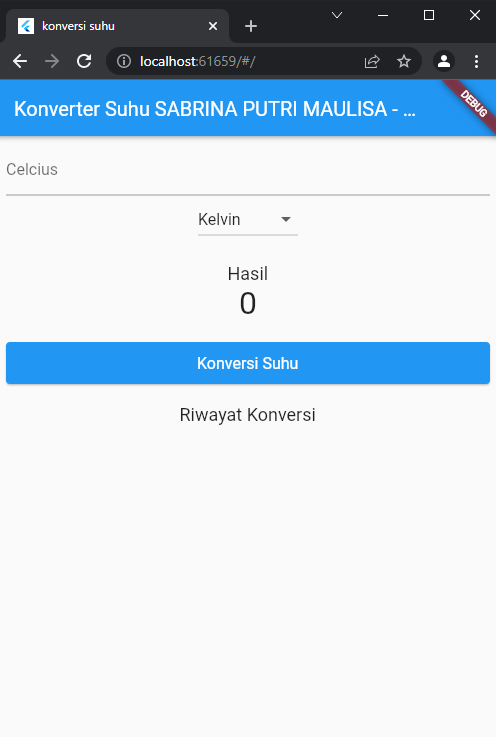 konversi suhu
localhost:61659/#/
Konverter Suhu SABRINA PUTRI MAULISA - ...
DEBUG
Celcius
Kelvin
Hasil
0
Konversi Suhu
Riwayat Konversi